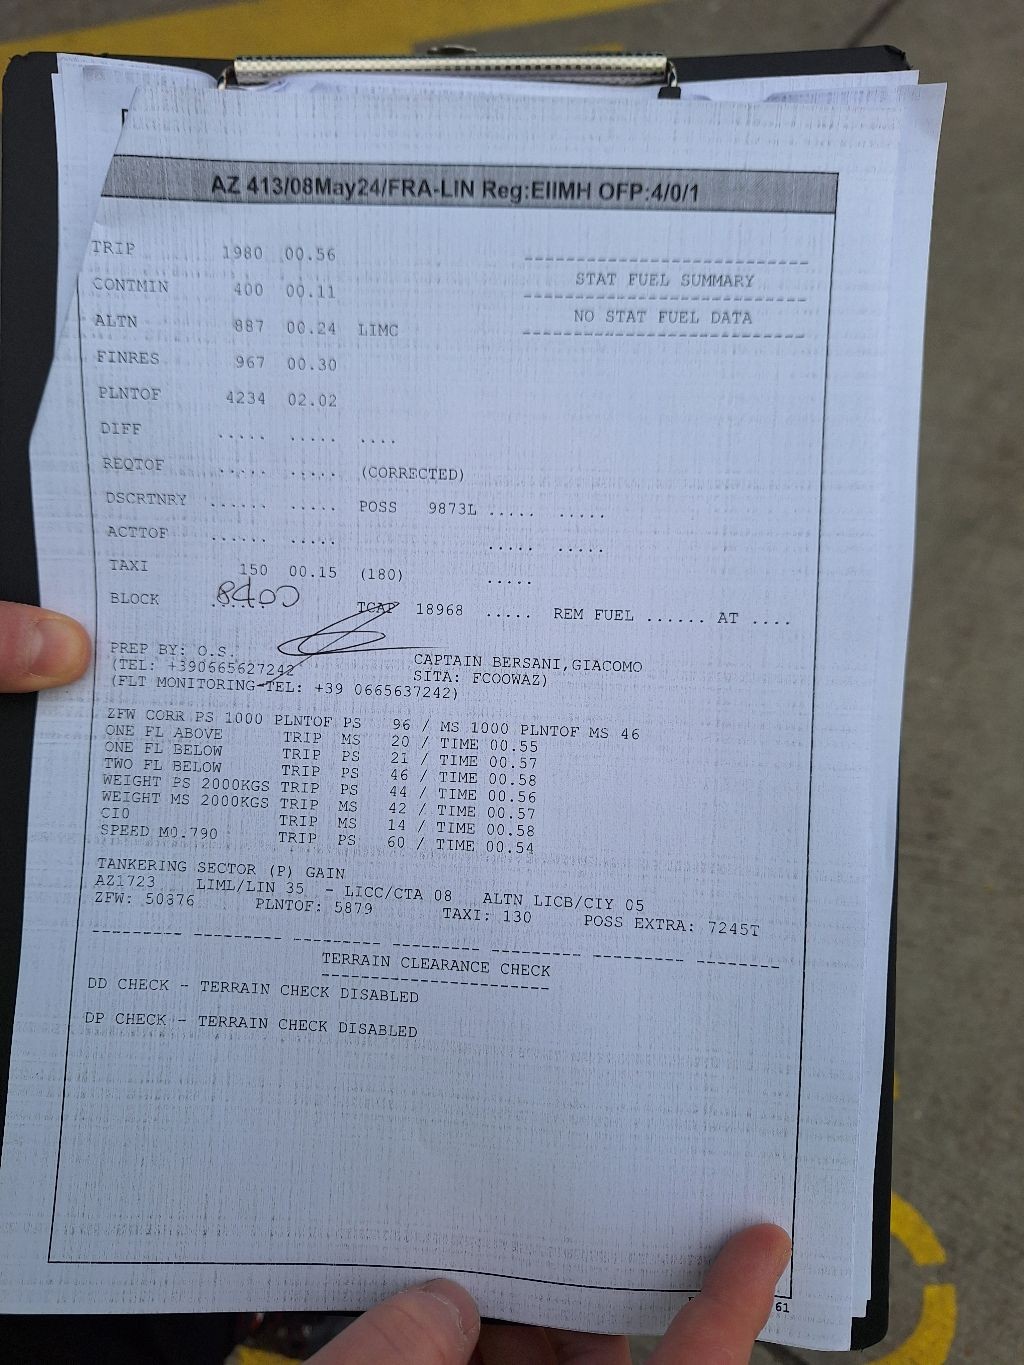 AZ 413/08May24/FRA-LIN Reg:EIIMH OFP:4/0/1
TRIP 1980 00.56
STAT FUEL SUMMARY
CONTMIN 400 00.11
NO STAT FUEL DATA
ALTN 887 00.24 LIMC
FINRES 967 00.30
PLNTOF 4234 02.02
DIFF ..... ..... ....
REQTOF ..... ..... (CORRECTED)
DSCRTNRY ...... ..... POSS 9873L ..... .....
ACTTOF ...... ..... ..... .....
TAXI 150 00.15 (180) .....
BLOCK 8400 TCAP 18968 ..... REM FUEL ...... AT ....
PREP BY: O.S. CAPTAIN BERSANI,GIACOMO
(TEL: +390665627242 SITA: FCOOWAZ)
(FLT MONITORING-TEL: +39 0665637242)
ZFW CORR PS 1000 PLNTOF PS 96 / MS 1000 PLNTOF MS 46
ONE FL ABOVE TRIP MS 20 / TIME 00.55
ONE FL BELOW TRIP PS 21 / TIME 00.57
TWO FL BELOW TRIP PS 46 / TIME 00.58
WEIGHT PS 2000KGS TRIP PS 44 / TIME 00.56
WEIGHT MS 2000KGS TRIP MS 42 / TIME 00.57
CI0 TRIP MS 14 / TIME 00.58
SPEED M0.790 TRIP PS 60 / TIME 00.54
TANKERING SECTOR (P) GAIN
AZ1723 LIML/LIN 35 - LICC/CTA 08 ALTN LICB/CIY 05
ZFW: 50376 PLNTOF: 5879 TAXI: 130 POSS EXTRA: 7245T
TERRAIN CLEARANCE CHECK
DD CHECK - TERRAIN CHECK DISABLED
DP CHECK - TERRAIN CHECK DISABLED
61